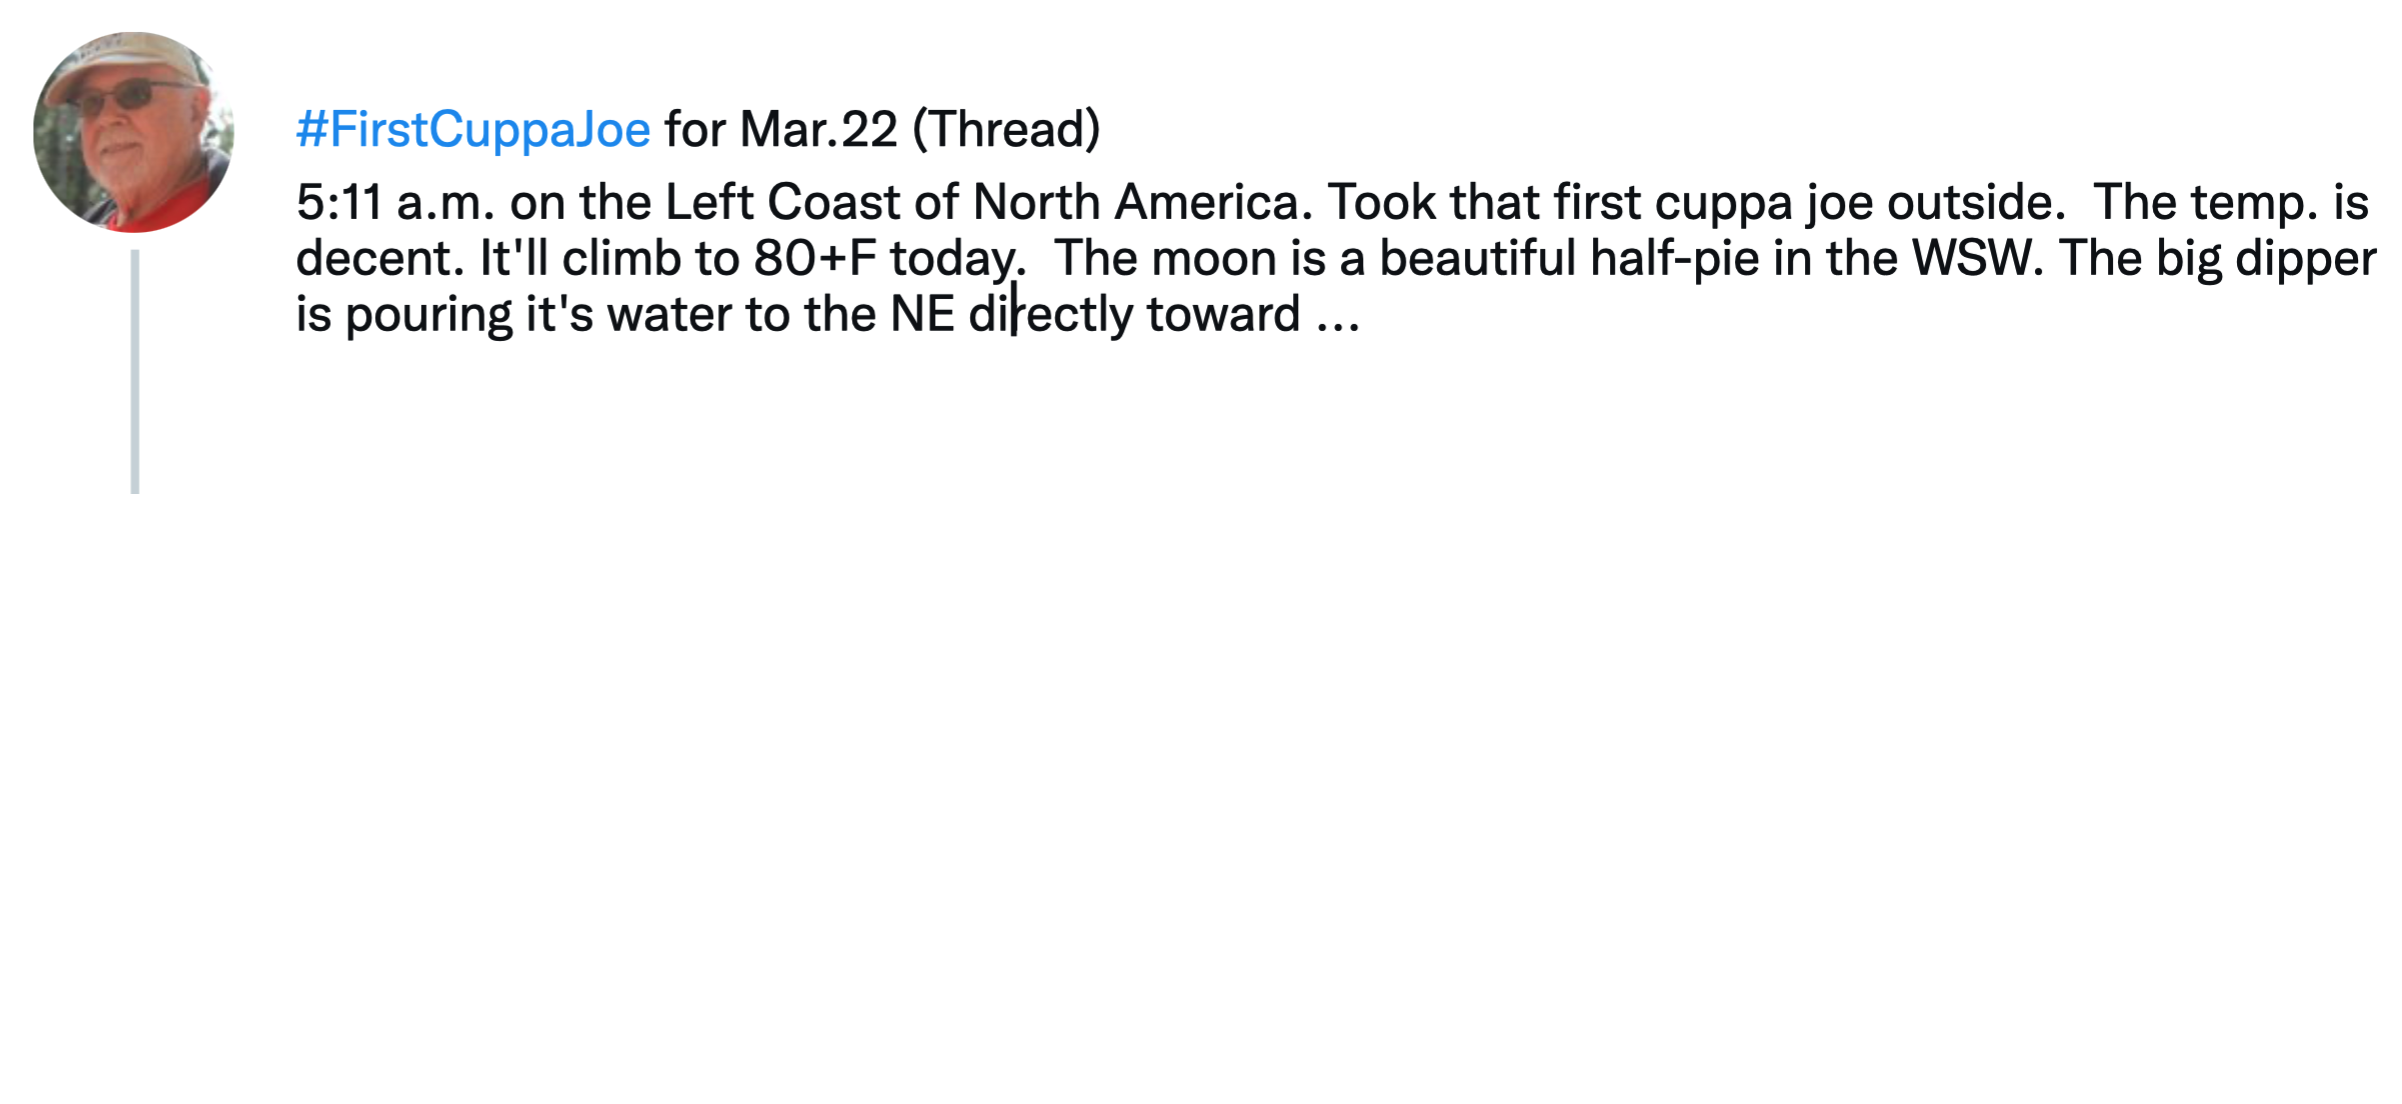 #FirstCuppaJoe for Mar.22 (Thread)
5:11 a.m. on the Left Coast of North America. Took that first cuppa joe outside.  The temp. is
decent. It'll climb to 80+F today.  The moon is a beautiful half-pie in the WSW. The big dipper
is pouring it's water to the NE directly toward ...